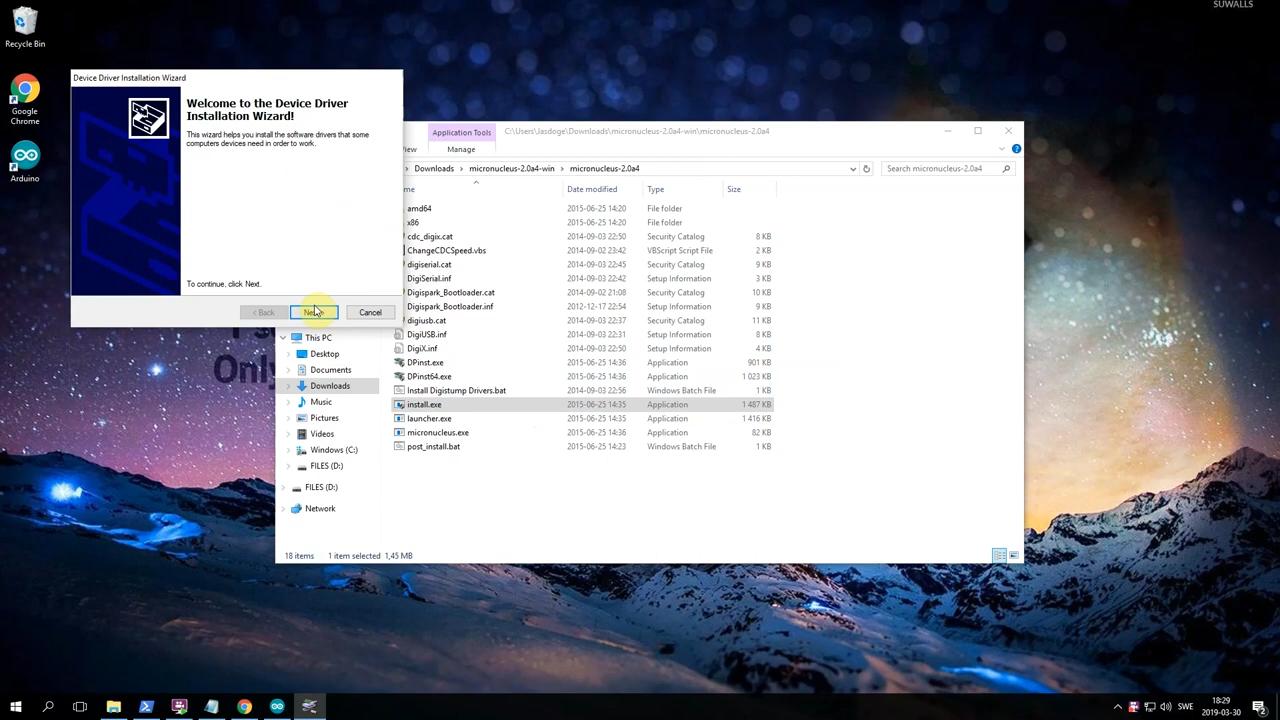 SUWALLS
Recycle Bin
Google
Chrome
Arduino
Device Driver Installation Wizard
Welcome to the Device Driver
Installation Wizard!
This wizard helps you install the software drivers that some
computers devices need in order to work.
To continue, click Next.
< Back
Cancel
Application Tools
C:\Users\Jasdoge\Downloads\micronucleus-2.0a4-win\micronucleus-2.0a4
Manage
Downloads > micronucleus-2.0a4-win > micronucleus-2.0a4
Search micronucleus-2.0a4
Date modified Type Size
amd64 2015-06-25 14:20 File folder
x86 2015-06-25 14:20 File folder
cdc_digix.cat 2014-09-03 22:50 Security Catalog 8 KB
ChangeCDCSpeed.vbs 2014-09-02 23:42 VBScript Script File 2 KB
digiserial.cat 2014-09-03 22:45 Security Catalog 9 KB
DigiSerial.inf 2014-09-03 22:42 Setup Information 3 KB
Digispark_Bootloader.cat 2014-09-02 21:08 Security Catalog 10 KB
Digispark_Bootloader.inf 2012-12-17 22:54 Setup Information 9 KB
digiusb.cat 2014-09-03 22:37 Security Catalog 11 KB
DigiUSB.inf 2014-09-03 22:31 Setup Information 8 KB
DigiX.inf 2014-09-03 22:50 Setup Information 4 KB
DPinst.exe 2015-06-25 14:36 Application 901 KB
DPinst64.exe 2015-06-25 14:36 Application 1 023 KB
Install Digistump Drivers.bat 2014-09-03 22:56 Windows Batch File 1 KB
install.exe 2015-06-25 14:35 Application 1 487 KB
launcher.exe 2015-06-25 14:35 Application 1 416 KB
micronucleus.exe 2015-06-25 14:36 Application 82 KB
post_install.bat 2015-06-25 14:23 Windows Batch File 1 KB
This PC
Desktop
Documents
Downloads
Music
Pictures
Videos
Windows (C:)
FILES (D:)
FILES (D:)
Network
18 items 1 item selected 1,45 MB
SWE
18:29
2019-03-30
2